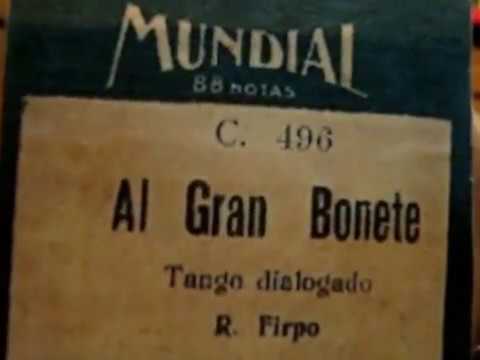 MUNDIAL
88 NOTAS
C. 496
Al Gran Bonete
Tango dialogado
R. Firpo